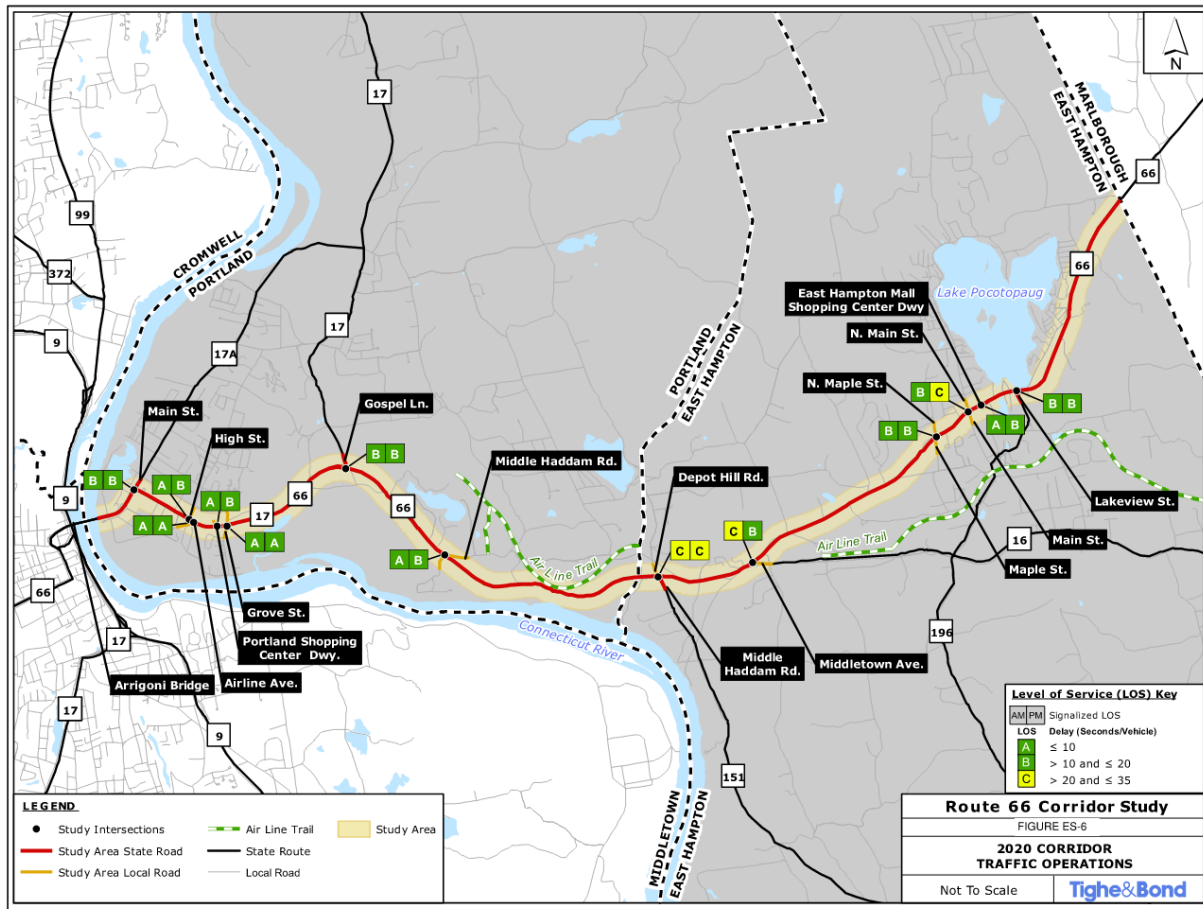 N
17
MARLBOROUGH
EAST HAMPTON
66
99
CROMWELL
PORTLAND
372
9
17A
17
66
Lake Pocotopaug
East Hampton Mall
Shopping Center Dwy
N. Main St.
PORTLAND
EAST HAMPTON
N. Maple St.
Main St.
Gospel Ln.
High St.
B C
B B
A B
B B
B B
Middle Haddam Rd.
Depot Hill Rd.
Lakeview St.
B B
A B
A B
9
66
17
66
A A
A A
C B
C C
A B
Air Line Trail
Air Line Trail
16
Main St.
Maple St.
66
Grove St.
Connecticut River
196
17
Portland Shopping
Center Dwy.
Middle
Haddam Rd.
Middletown Ave.
Arrigoni Bridge
Airline Ave.
17
9
151
MIDDLETOWN
EAST HAMPTON
Level of Service (LOS) Key
AM PM Signalized LOS
LOS Delay (Seconds/Vehicle)
A ≤ 10
B > 10 and ≤ 20
C > 20 and ≤ 35
LEGEND
Study Intersections
Air Line Trail
Study Area
Study Area State Road
State Route
Study Area Local Road
Local Road
Route 66 Corridor Study
FIGURE ES-6
2020 CORRIDOR
TRAFFIC OPERATIONS
Not To Scale
Tighe&Bond